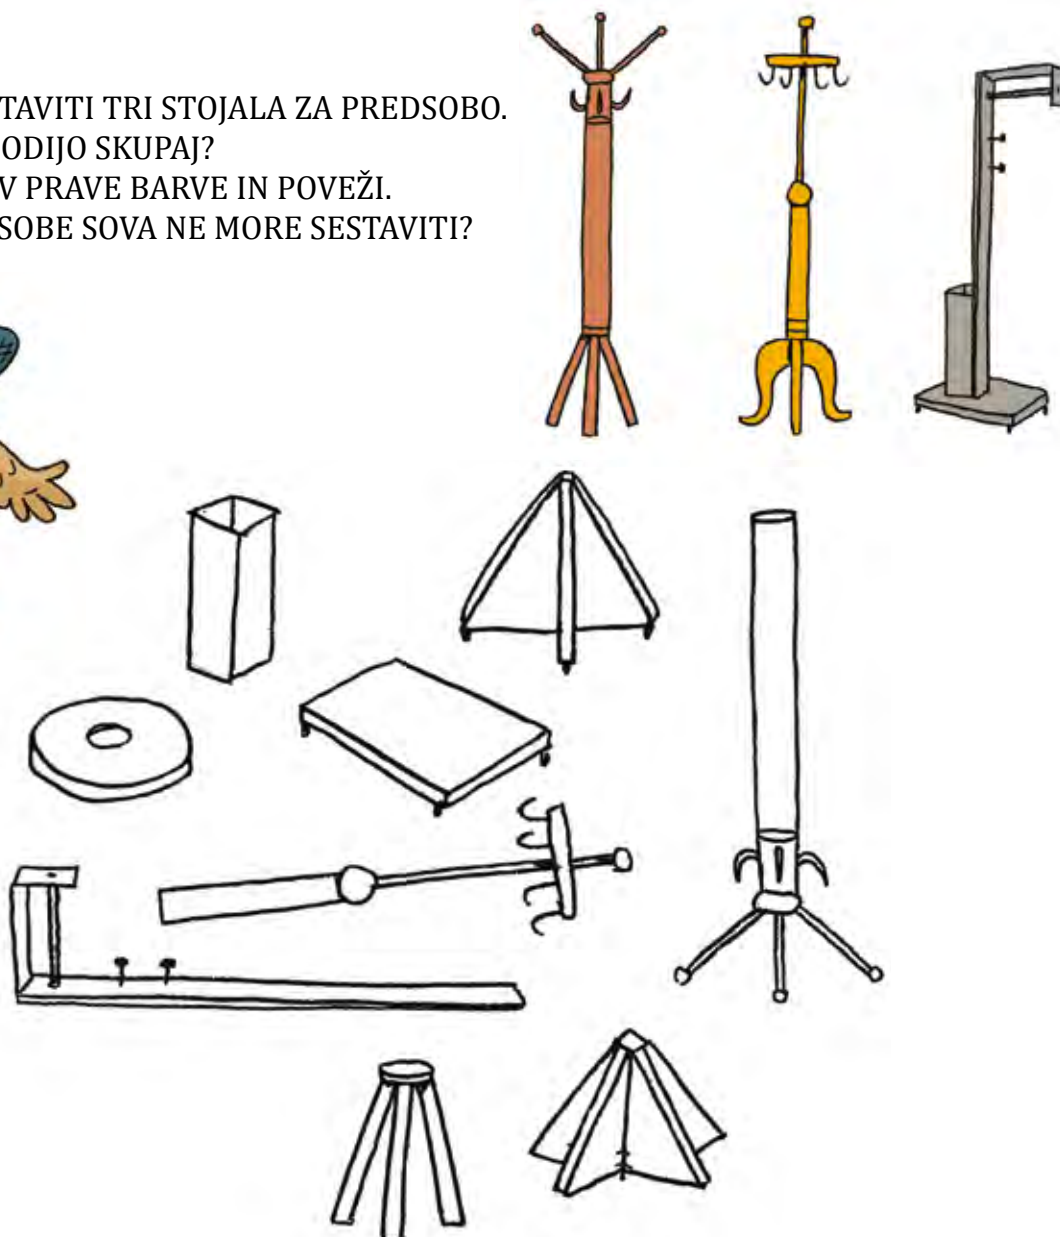 TAVITI TRI STOJALA ZA PREDSOBO.
ODIJO SKUPAJ?
V PRAVE BARVE IN POVEŽI.
SOBE SOVA NE MORE SESTAVITI?